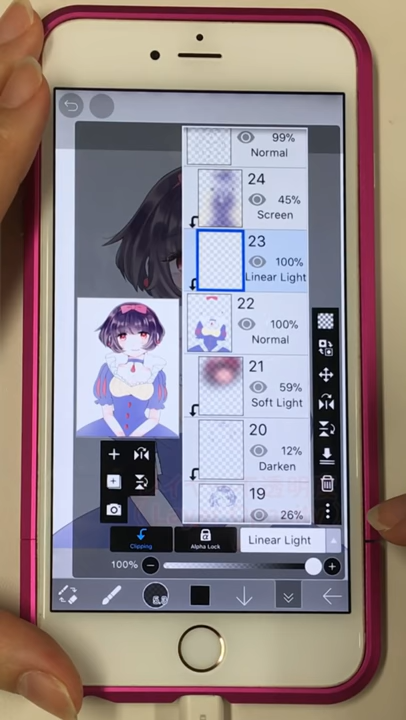 99%
Normal
24
45%
Screen
23
100%
Linear Light
22
100%
Normal
21
59%
Soft Light
20
12%
Darken
19
26%
Clipping
Alpha Lock
Linear Light
100%